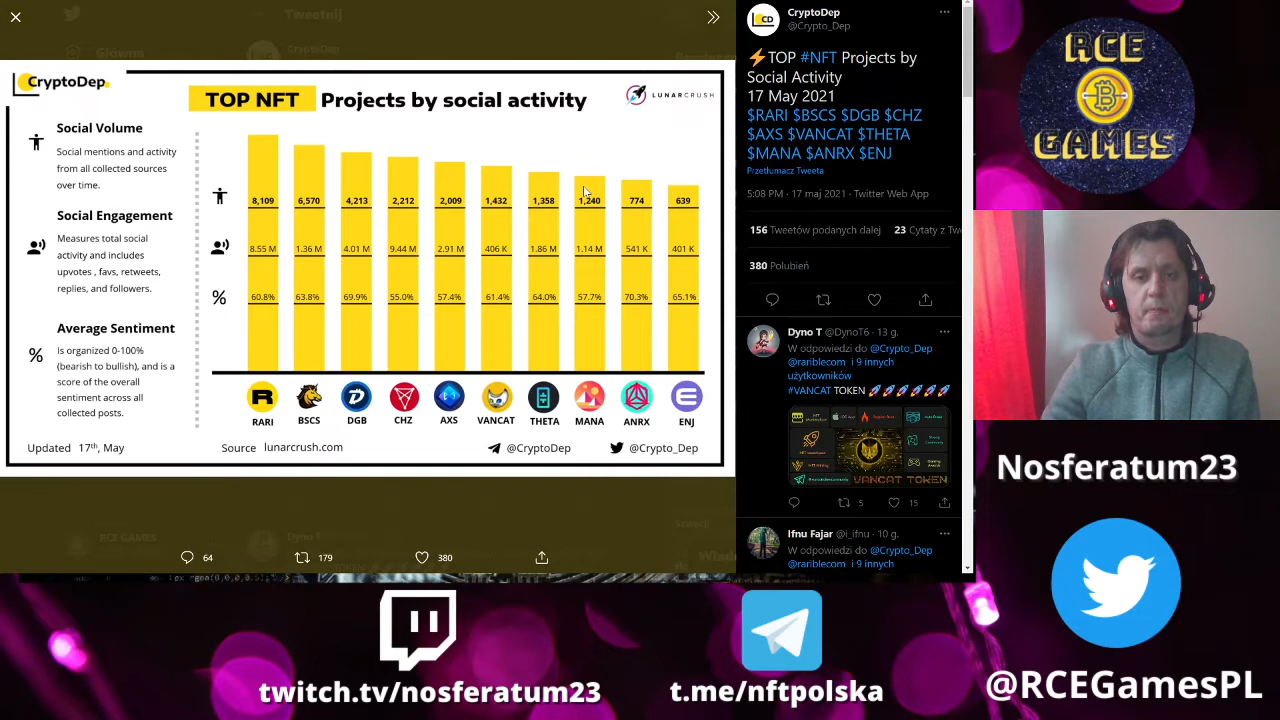 CryptoDep
TOP NFT Projects by social activity
LUNARCRUSH
Social Volume
Social mentions and activity
from all collected sources
over time.
Social Engagement
Measures total social
activity and includes
upvotes , favs, retweets,
replies, and followers.
Average Sentiment
%
Is organized 0-100%
(bearish to bullish), and is a
score of the overall
sentiment across all
collected posts.
8,109 6,570 4,213 2,212 2,009 1,432 1,358 1,240 774 639
8.55 M 1.36 M 4.01 M 9.44 M 2.91 M 406 K 1.86 M 1.14 M 541 K 401 K
% 60.8% 63.8% 69.9% 55.0% 57.4% 61.4% 64.0% 57.7% 70.3% 65.1%
RARI BSCS DGB CHZ AXS VANCAT THETA MANA ANRX ENJ
Updated 17th, May
Source lunarcrush.com
@CryptoDep
@Crypto_Dep
64 179 380
CryptoDep
@Crypto_Dep
⚡TOP #NFT Projects by
Social Activity
17 May 2021
$RARI $BSCS $DGB $CHZ
$AXS $VANCAT $THETA
$MANA $ANRX $ENJ
Przetłumacz Tweeta
5:08 PM · 17 maj 2021 · Twitter Web App
156 Tweetów podanych dalej 23 Cytaty z Tw
380 Polubień
Dyno T @DynoT6 · 13 g.
W odpowiedzi do @Crypto_Dep
@rariblecom i 9 innych
użytkowników
#VANCAT TOKEN 🚀🚀🚀🚀🚀🚀
VANCAT TOKEN
5 15
Ifnu Fajar @i_ifnu · 10 g.
W odpowiedzi do @Crypto_Dep
@rariblecom i 9 innych
RCE
GAMES
Nosferatum23
@RCEGamesPL
twitch.tv/nosferatum23
t.me/nftpolska